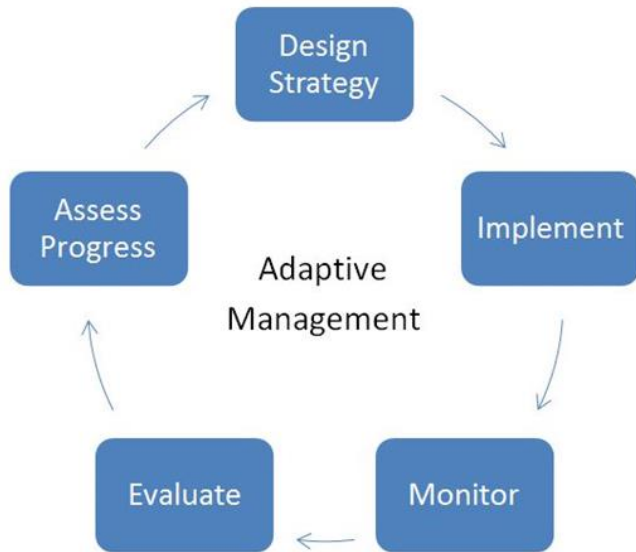 Design
Strategy
Implement
Monitor
Evaluate
Assess
Progress
Adaptive
Management